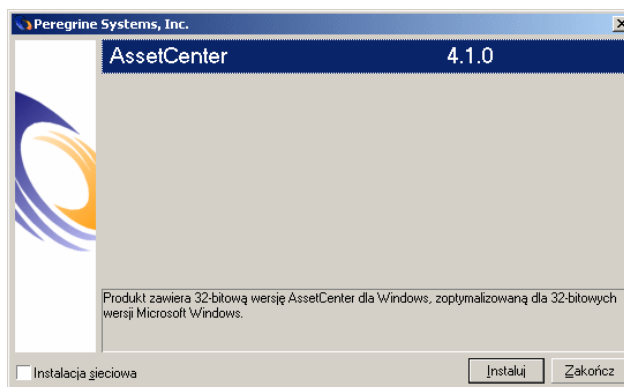 Peregrine Systems, Inc.
AssetCenter 4.1.0
Produkt zawiera 32-bitową wersję AssetCenter dla Windows, zoptymalizowaną dla 32-bitowych
wersji Microsoft Windows.
Instalacja sieciowa
Instaluj Zakończ